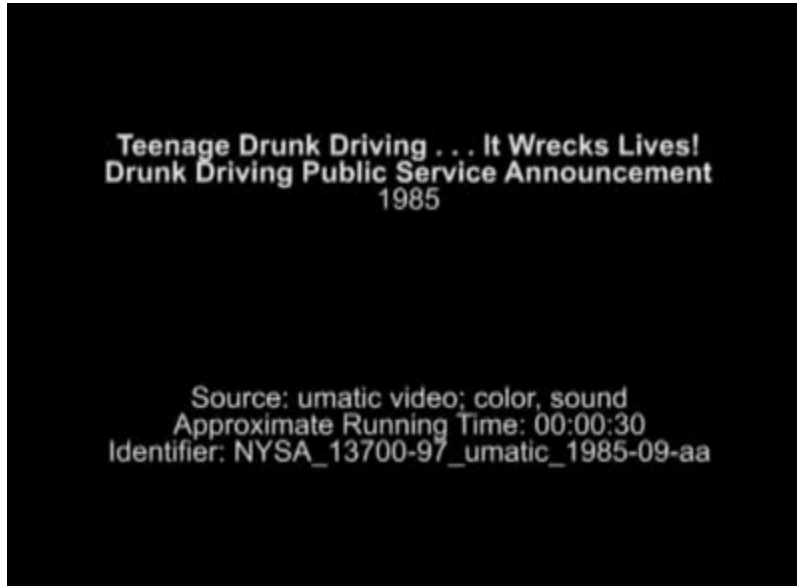 Teenage Drunk Driving . . . It Wrecks Lives!
Drunk Driving Public Service Announcement
1985
Source: umatic video; color, sound
Approximate Running Time: 00:00:30
Identifier: NYSA_13700-97_umatic_1985-09-aa